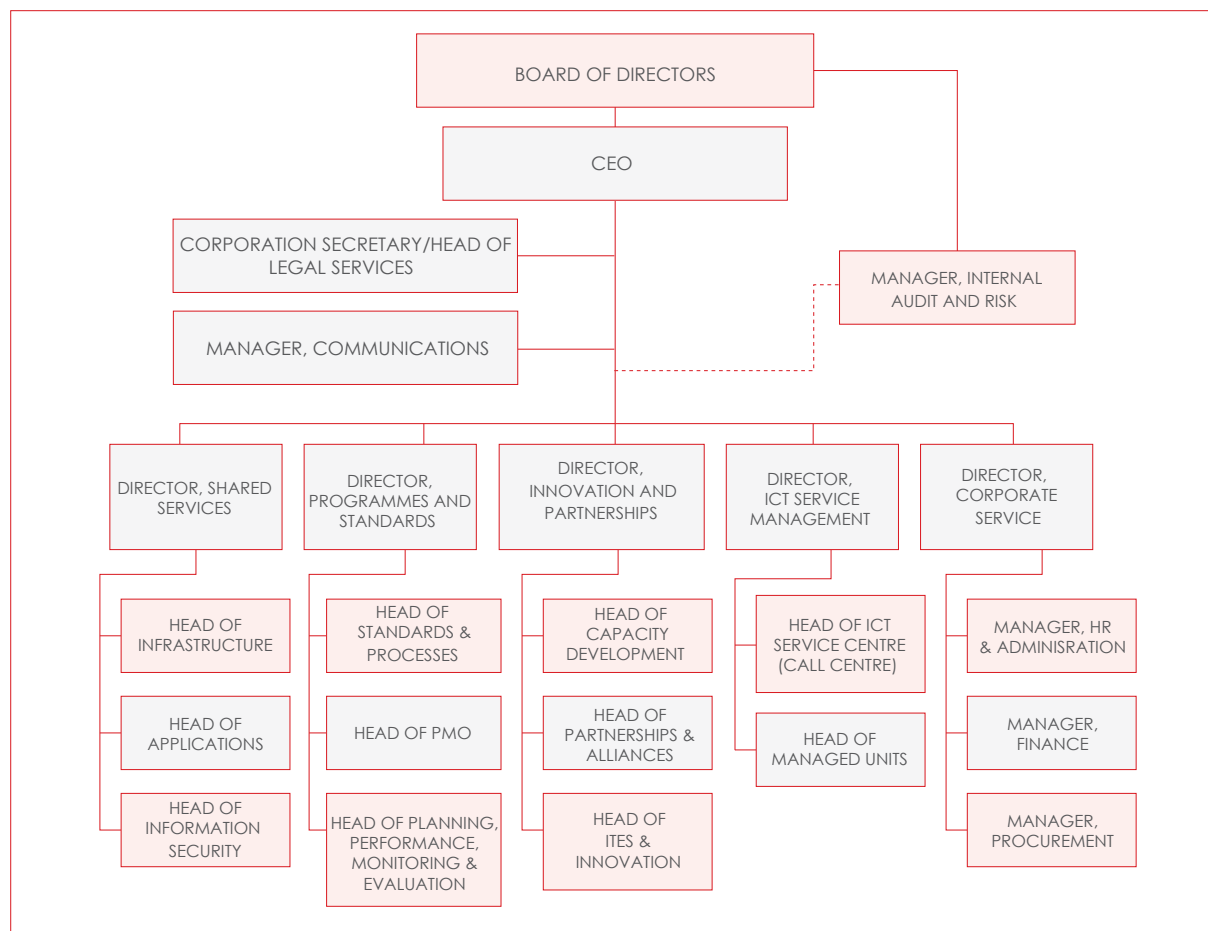 BOARD OF DIRECTORS
CEO
CORPORATION SECRETARY/HEAD OF
LEGAL SERVICES
MANAGER, INTERNAL
AUDIT AND RISK
MANAGER, COMMUNICATIONS
DIRECTOR, SHARED
SERVICES
DIRECTOR,
PROGRAMMES AND
STANDARDS
DIRECTOR,
INNOVATION AND
PARTNERSHIPS
DIRECTOR,
ICT SERVICE
MANAGEMENT
DIRECTOR,
CORPORATE
SERVICE
HEAD OF
INFRASTRUCTURE
HEAD OF
APPLICATIONS
HEAD OF
INFORMATION
SECURITY
HEAD OF
STANDARDS &
PROCESSES
HEAD OF PMO
HEAD OF PLANNING,
PERFORMANCE,
MONITORING &
EVALUATION
HEAD OF
CAPACITY
DEVELOPMENT
HEAD OF
PARTNERSHIPS &
ALLIANCES
HEAD OF
ITES &
INNOVATION
HEAD OF ICT
SERVICE CENTRE
(CALL CENTRE)
HEAD OF
MANAGED UNITS
MANAGER, HR
& ADMINISRATION
MANAGER,
FINANCE
MANAGER,
PROCUREMENT